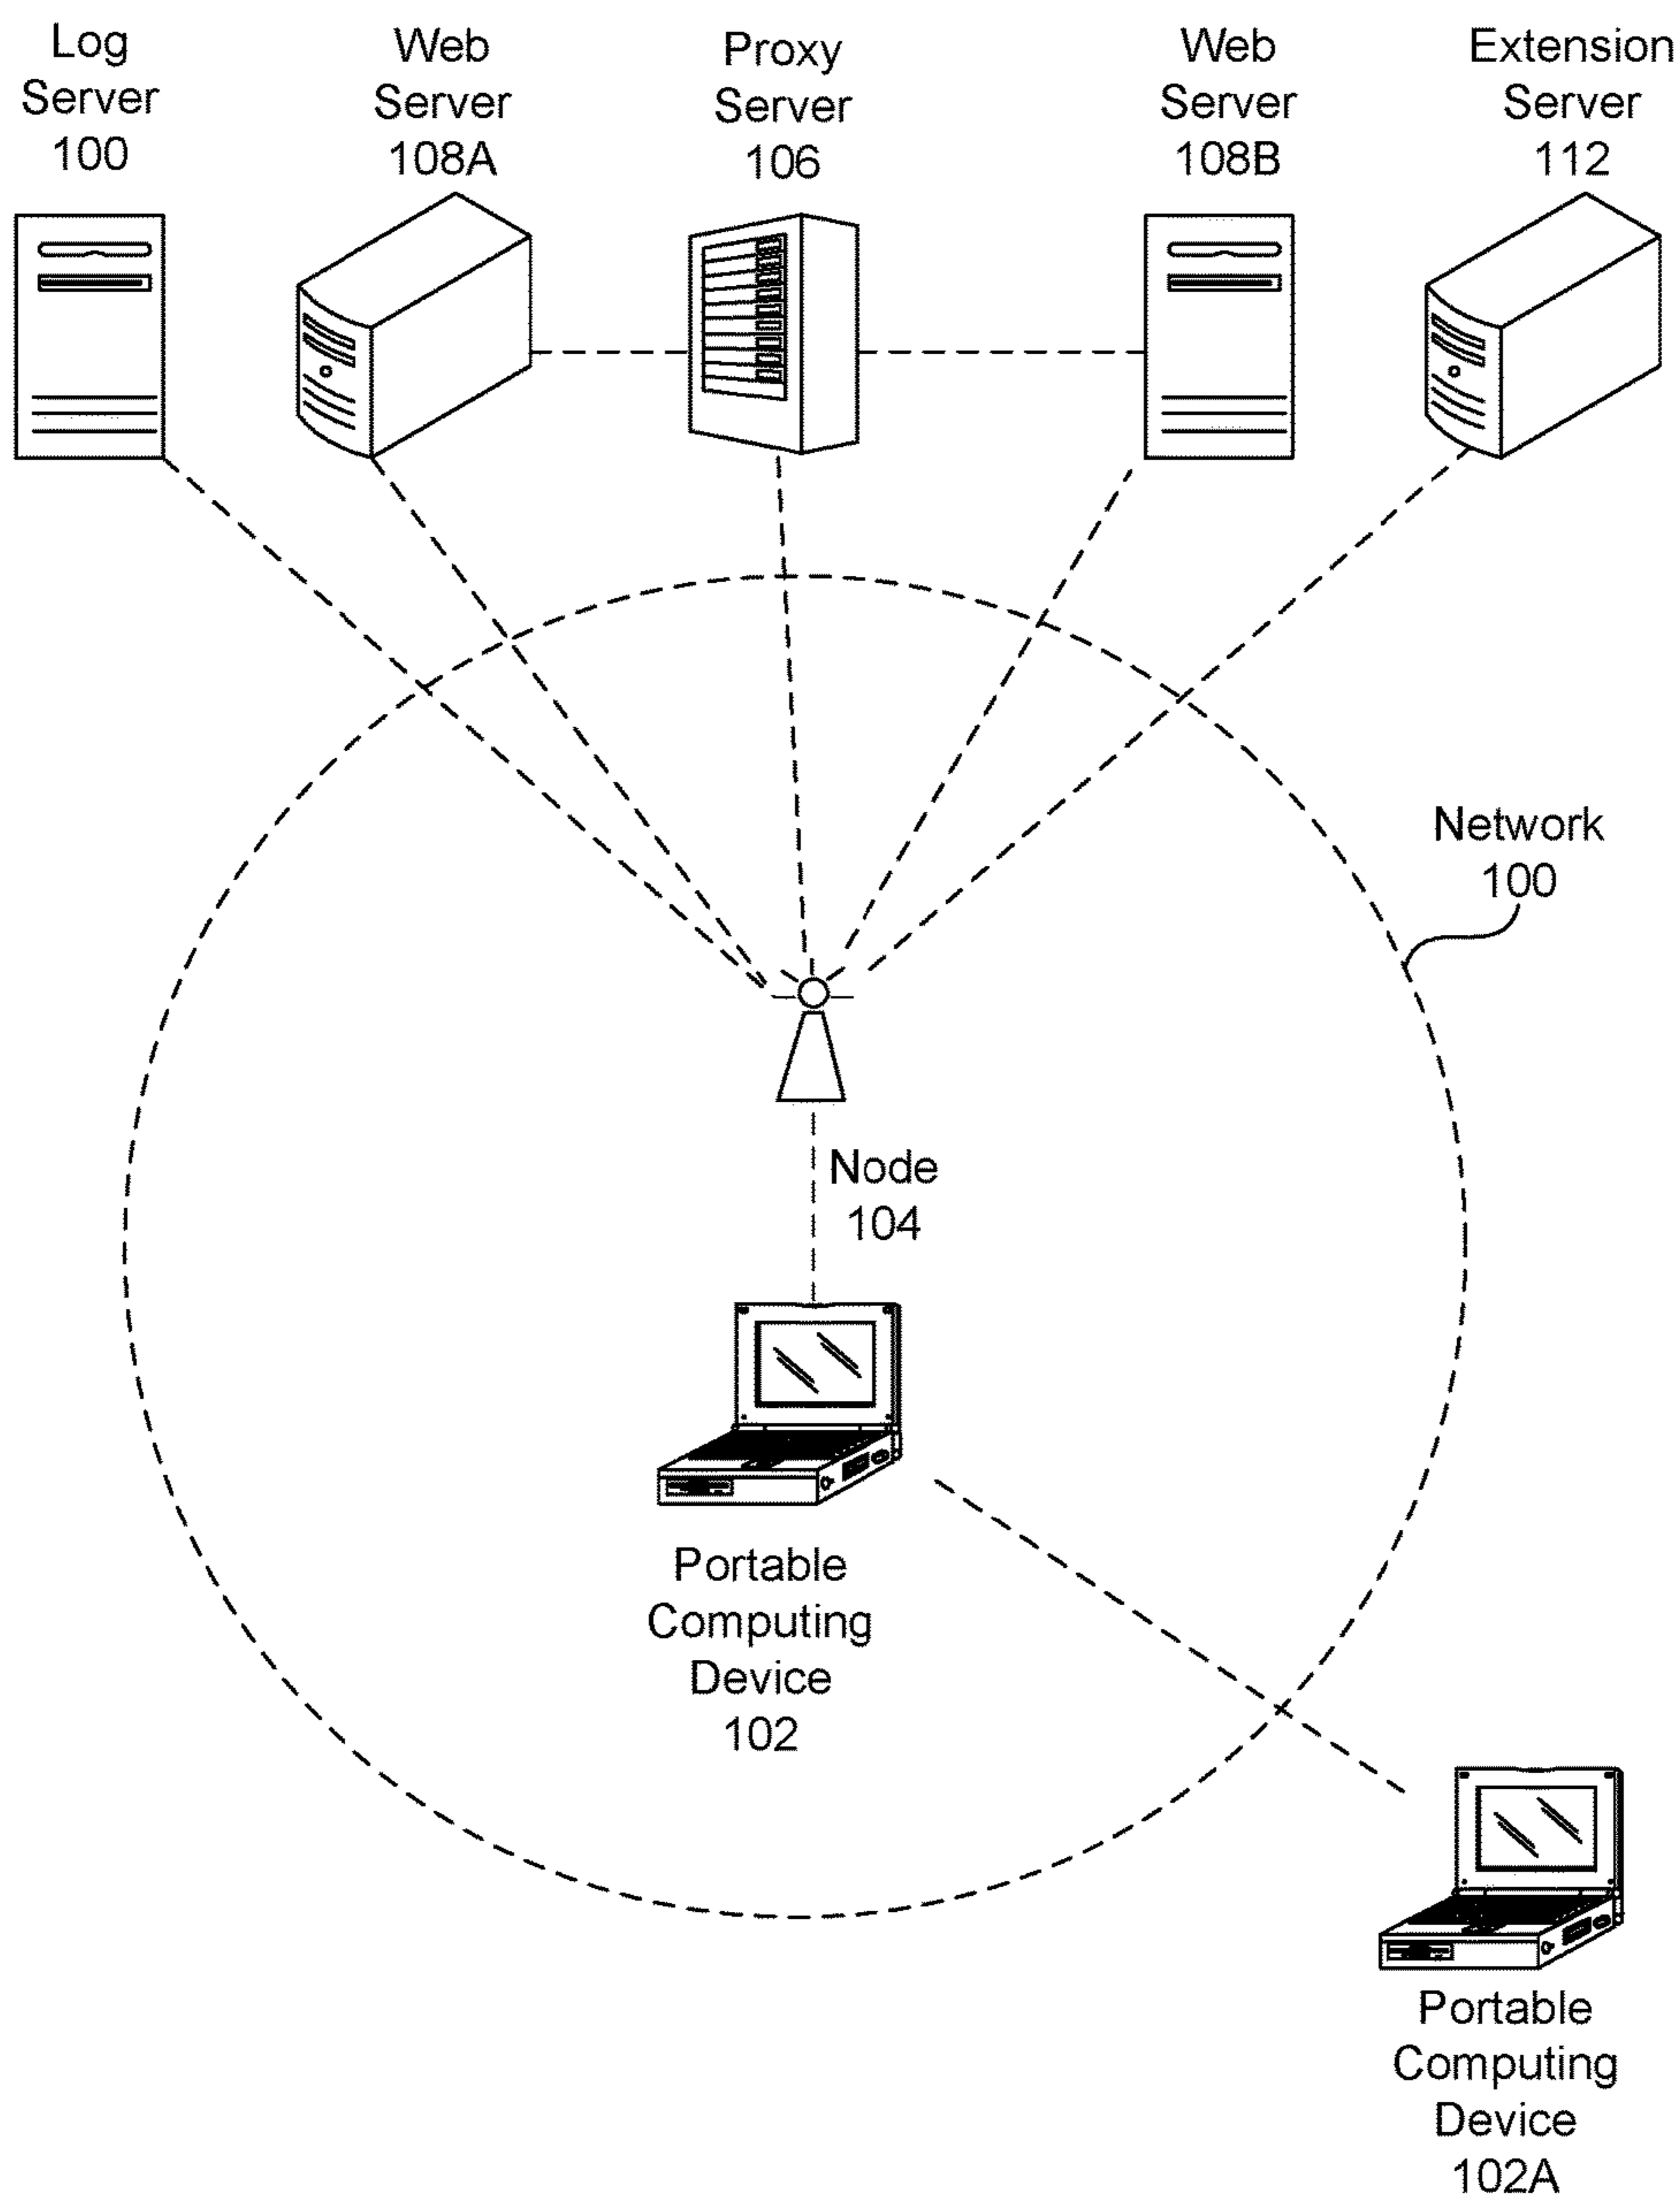 Log
Server
100
Web
Server
108A
Proxy
Server
106
Web
Server
108B
Extension
Server
112
Network
100
Node
104
Portable
Computing
Device
102
Portable
Computing
Device
102A